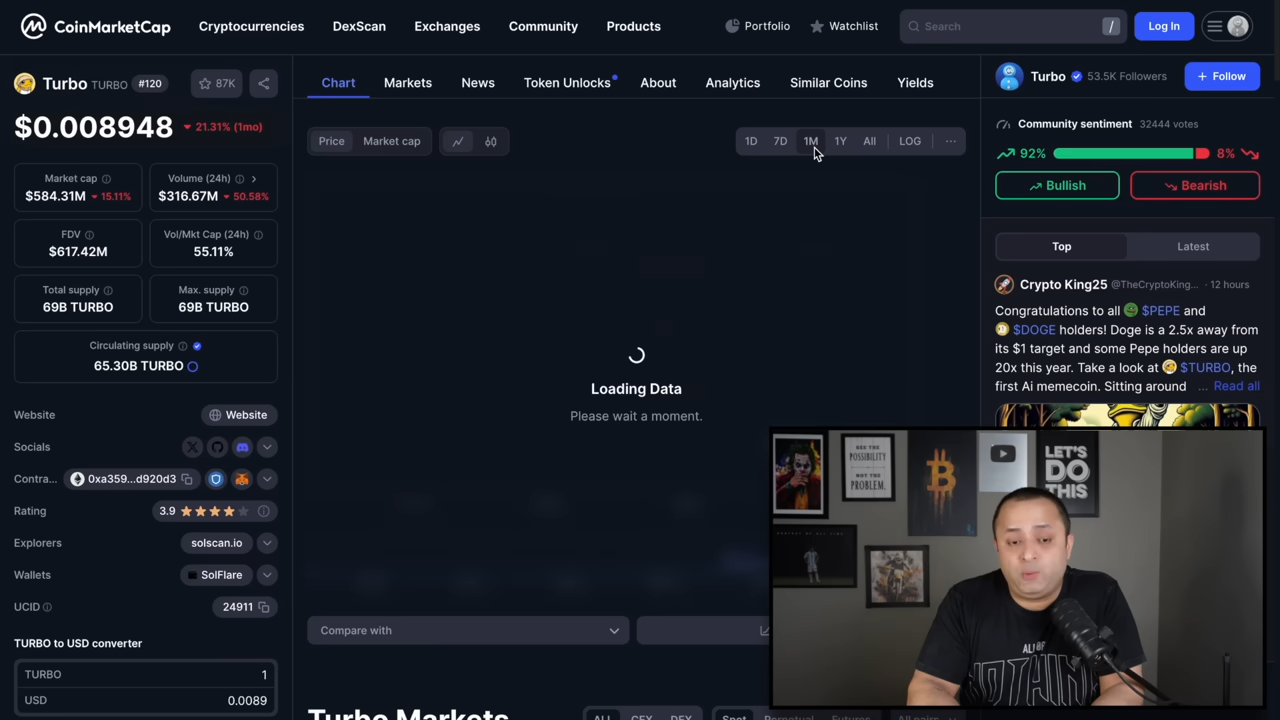 CoinMarketCap
Cryptocurrencies
DexScan
Exchanges
Community
Products
Portfolio
Watchlist
Search
/
Log In
Turbo TURBO #120
87K
$0.008948 21.31% (1mo)
Market cap
$584.31M 15.11%
Volume (24h)
$316.67M 50.58%
FDV
$617.42M
Vol/Mkt Cap (24h)
55.11%
Total supply
69B TURBO
Max. supply
69B TURBO
Circulating supply
65.30B TURBO
Website
Website
Socials
Contra...
0xa359...d920d3
Rating
3.9
Explorers
solscan.io
Wallets
SolFlare
UCID
24911
TURBO to USD converter
TURBO 1
USD 0.0089
Chart
Markets
News
Token Unlocks
About
Analytics
Similar Coins
Yields
Price
Market cap
1D
7D
1M
1Y
All
LOG
...
Loading Data
Please wait a moment.
Compare with
Turbo Markets
ALL
CEX
DEX
Spot
Perpetual
Futures
All pairs
Turbo 53.5K Followers
+ Follow
Community sentiment 32444 votes
92%
8%
Bullish
Bearish
Top
Latest
Crypto King25 @TheCryptoKing... · 12 hours
Congratulations to all $PEPE and
$DOGE holders! Doge is a 2.5x away from
its $1 target and some Pepe holders are up
20x this year. Take a look at $TURBO, the
first Ai memecoin. Sitting around ... Read all
SEE THE
POSSIBILITY
NOT THE
PROBLEM.
LET'S
DO
THIS
ALL OR
NOTHING